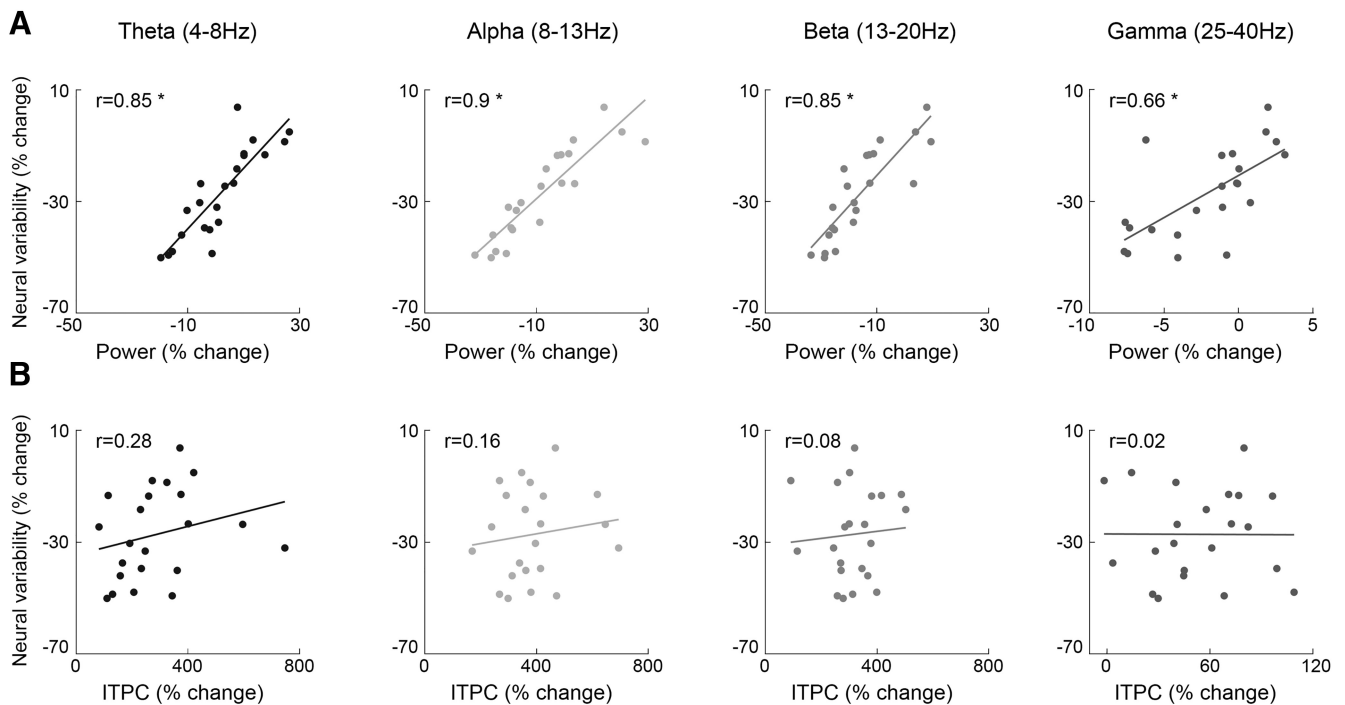 A
Theta (4-8Hz) Alpha (8-13Hz) Beta (13-20Hz) Gamma (25-40Hz)
Neural variability (% change)
10 10 10 10
r=0.85 * r=0.9 * r=0.85 * r=0.66 *
-30 -30 -30 -30
-70 -70 -70 -70
-50 -10 30 -50 -10 30 -50 -10 30 -10 -5 0 5
Power (% change) Power (% change) Power (% change) Power (% change)
B
Neural variability (% change)
10 10 10 10
r=0.28 r=0.16 r=0.08 r=0.02
-30 -30 -30 -30
-70 -70 -70 -70
0 400 800 0 400 800 0 400 800 0 60 120
ITPC (% change) ITPC (% change) ITPC (% change) ITPC (% change)